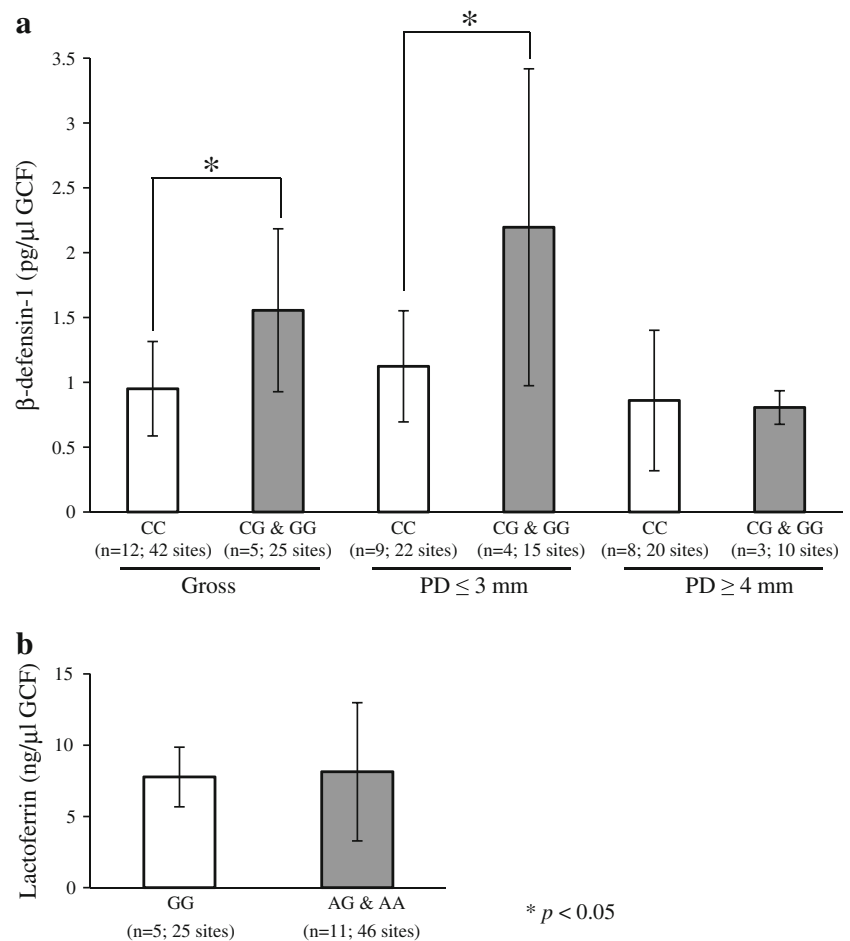 a
*
*
β-defensin-1 (pg/µl GCF)
3.5
3
2.5
2
1.5
1
0.5
0
CC CG & GG CC CG & GG CC CG & GG
(n=12; 42 sites) (n=5; 25 sites) (n=9; 22 sites) (n=4; 15 sites) (n=8; 20 sites) (n=3; 10 sites)
Gross PD ≤ 3 mm PD ≥ 4 mm
b
Lactoferrin (ng/µl GCF)
15
10
5
0
GG AG & AA
(n=5; 25 sites) (n=11; 46 sites)
* p < 0.05